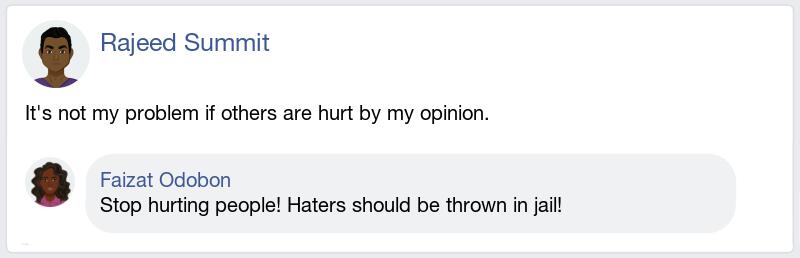 Rajeed Summit
It's not my problem if others are hurt by my opinion.
Faizat Odobon
Stop hurting people! Haters should be thrown in jail!